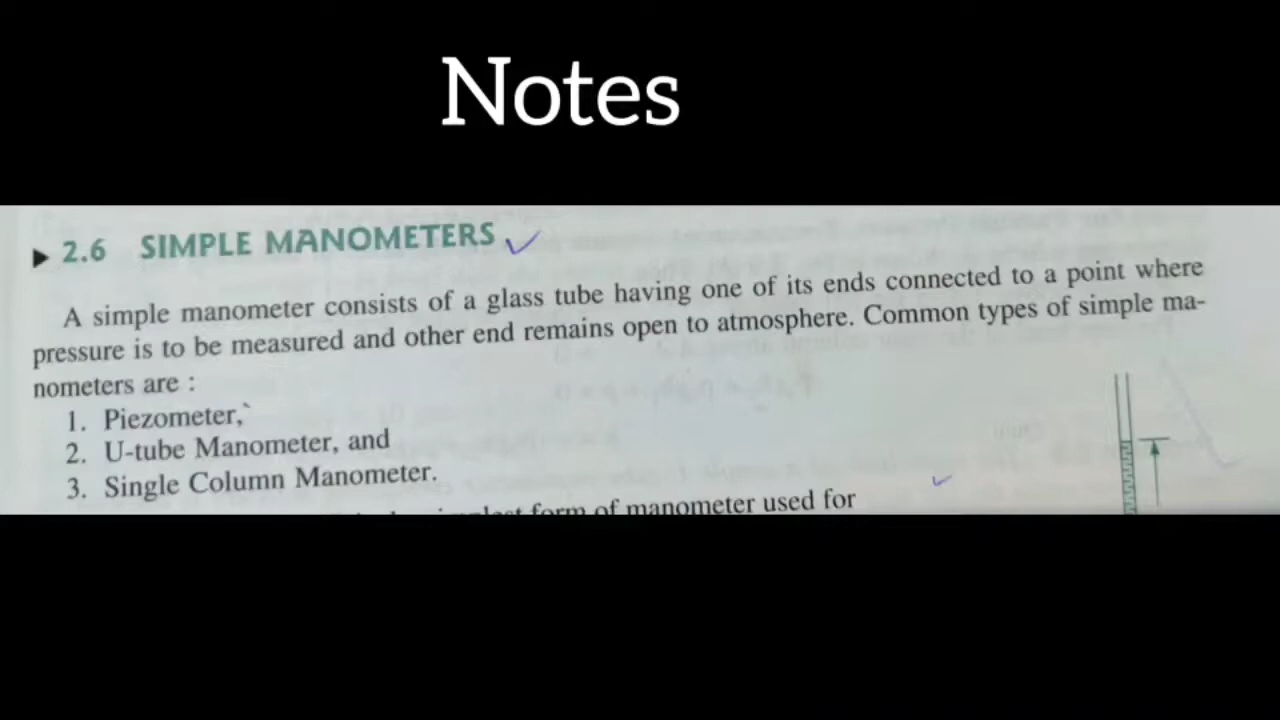 Notes
2.6 SIMPLE MANOMETERS
A simple manometer consists of a glass tube having one of its ends connected to a point where
pressure is to be measured and other end remains open to atmosphere. Common types of simple ma-
nometers are :
1. Piezometer,
2. U-tube Manometer, and
3. Single Column Manometer.
form of manometer used for